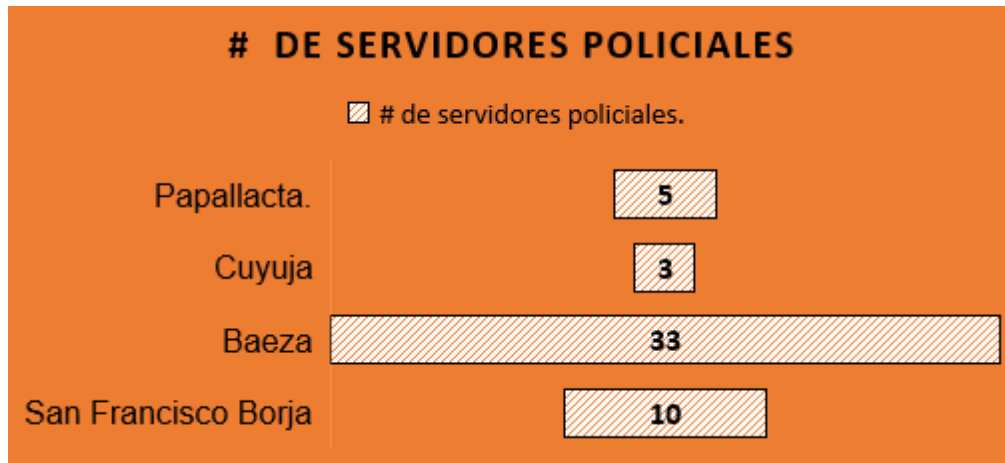 # DE SERVIDORES POLICIALES
# de servidores policiales.
Papallacta. 5
Cuyuja 3
Baeza 33
San Francisco Borja 10